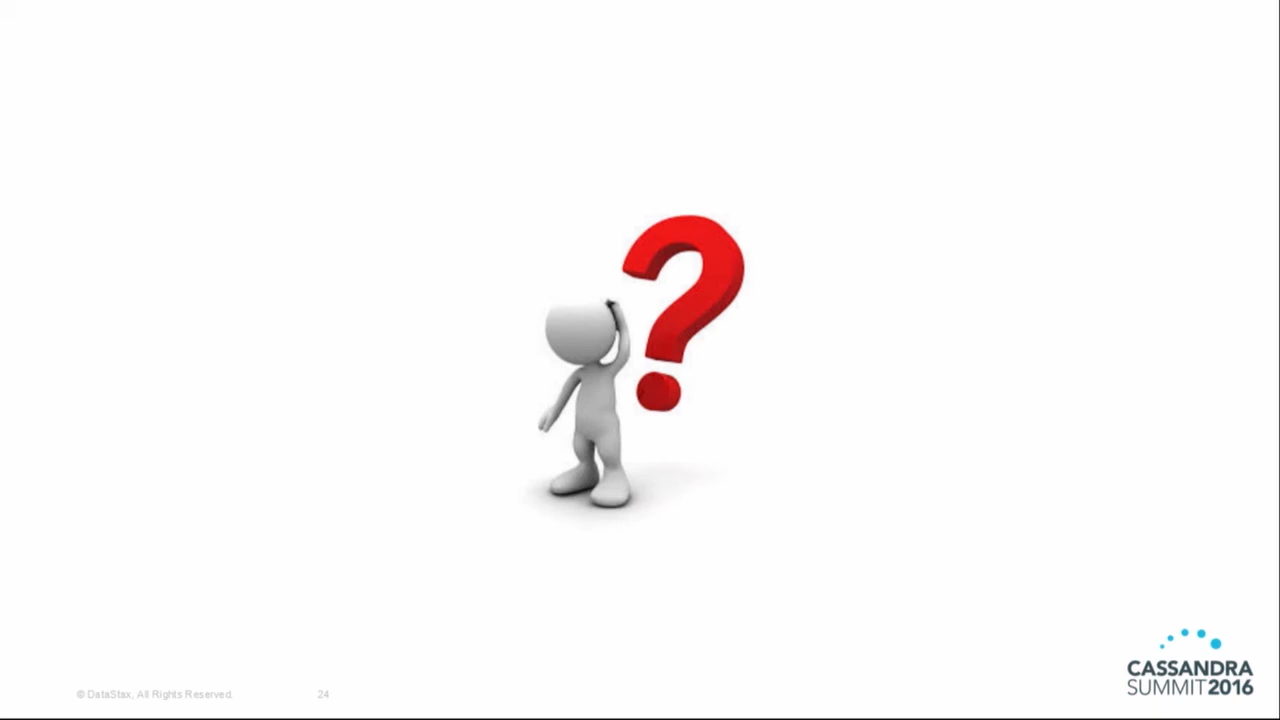 ?
© DataStax, All Rights Reserved.
24
CASSANDRA
SUMMIT2016